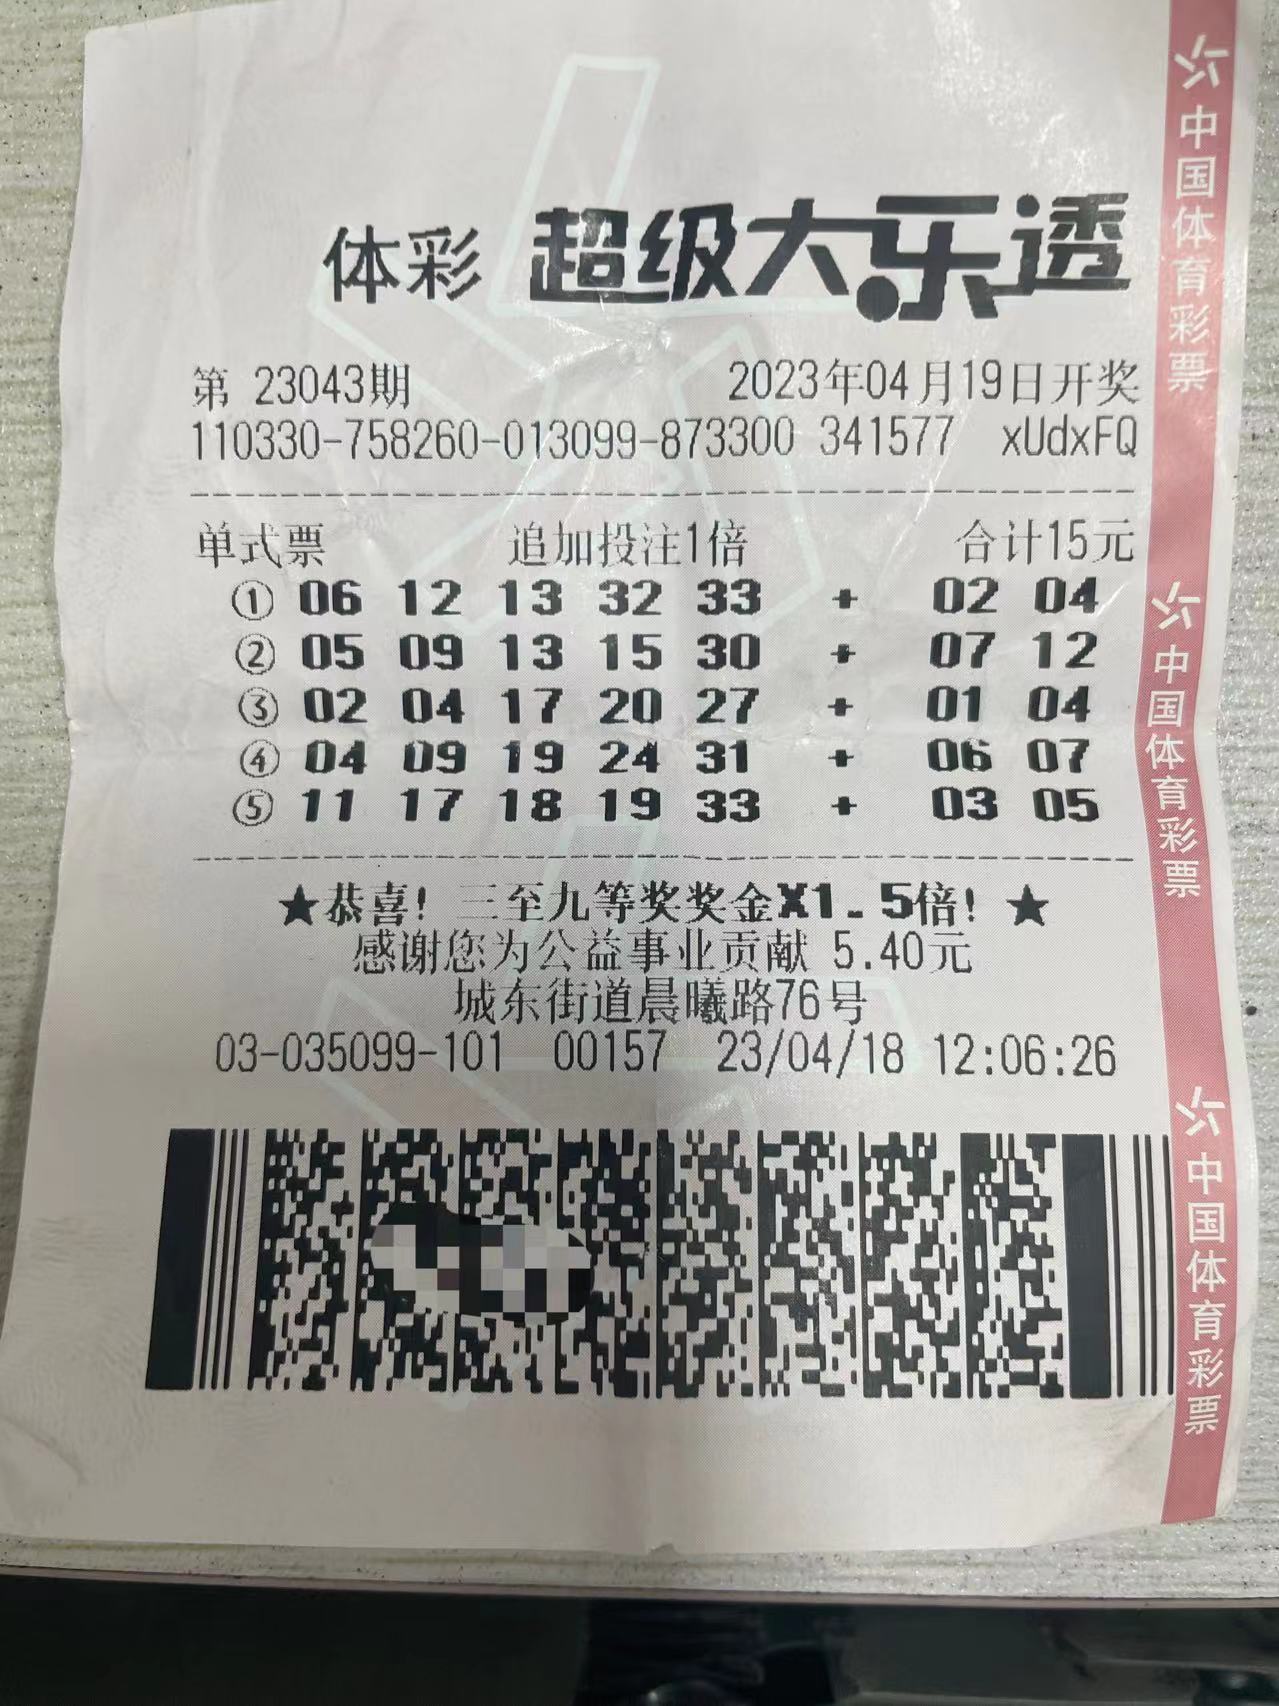 体彩 超级大乐透
第 23043期 2023年04月19日开奖
110330-758260-013099-873300 341577 xUdxFQ
单式票 追加投注1倍 合计15元
① 06 12 13 32 33 + 02 04
② 05 09 13 15 30 + 07 12
③ 02 04 17 20 27 + 01 04
④ 04 09 19 24 31 + 06 07
⑤ 11 17 18 19 33 + 03 05
★恭喜! 三至九等奖奖金X1.5倍! ★
感谢您为公益事业贡献 5.40元
城东街道晨曦路76号
03-035099-101 00157 23/04/18 12:06:26
中国体育彩票
中国体育彩票
中国体育彩票